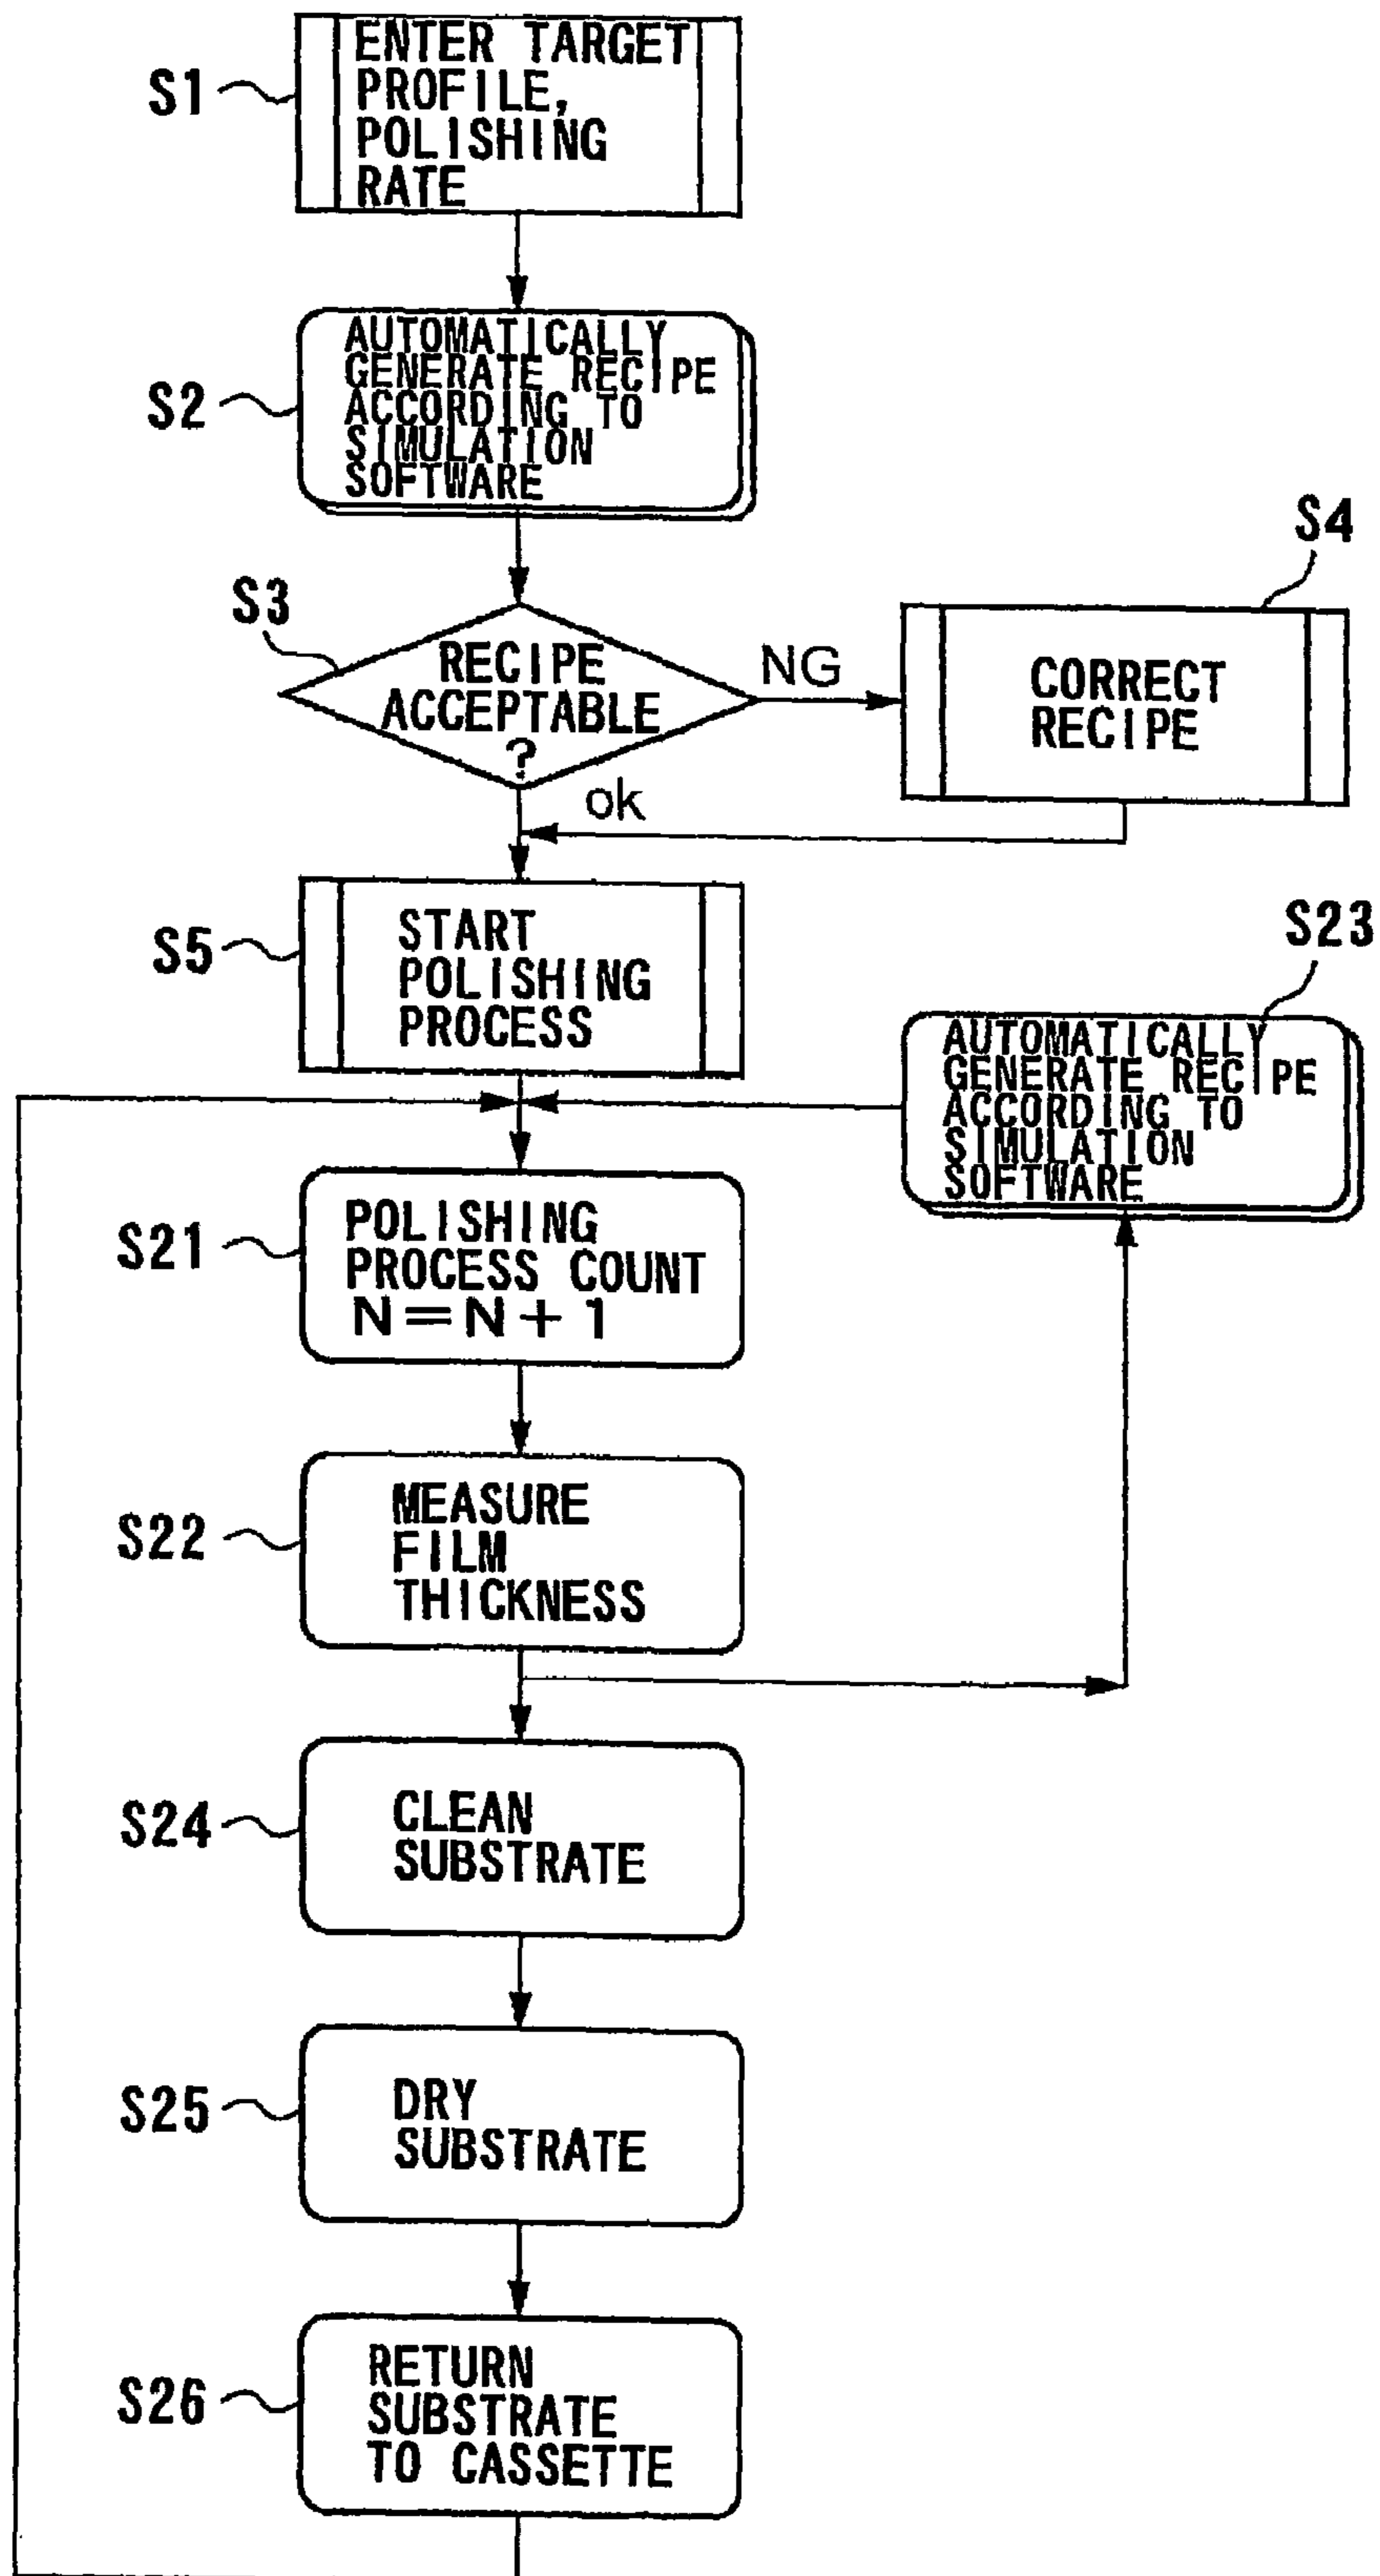 S1
ENTER TARGET
PROFILE,
POLISHING
RATE
S2
AUTOMATICALLY
GENERATE RECIPE
ACCORDING TO
SIMULATION
SOFTWARE
S3
RECIPE
ACCEPTABLE
?
NG
ok
S4
CORRECT
RECIPE
S5
START
POLISHING
PROCESS
S23
AUTOMATICALLY
GENERATE RECIPE
ACCORDING TO
SIMULATION
SOFTWARE
S21
POLISHING
PROCESS COUNT
N=N+1
S22
MEASURE
FILM
THICKNESS
S24
CLEAN
SUBSTRATE
S25
DRY
SUBSTRATE
S26
RETURN
SUBSTRATE
TO CASSETTE